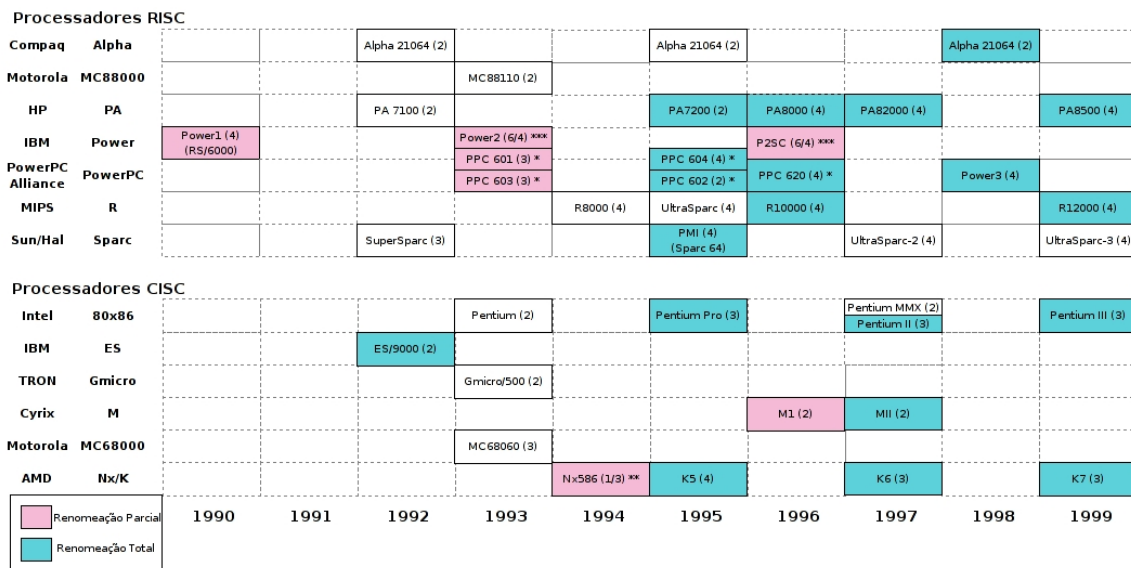 Processadores RISC
Compaq Alpha Alpha 21064 (2) Alpha 21064 (2) Alpha 21064 (2)
Motorola MC88000 MC88110 (2)
HP PA PA 7100 (2) PA7200 (2) PA8000 (4) PA82000 (4) PA8500 (4)
IBM Power Power1 (4) (RS/6000) Power2 (6/4) *** P2SC (6/4) ***
PowerPC Alliance PowerPC PPC 601 (3) * PPC 604 (4) * PPC 620 (4) * Power3 (4)
PPC 603 (3) * PPC 602 (2) *
MIPS R R8000 (4) UltraSparc (4) R10000 (4) R12000 (4)
Sun/Hal Sparc SuperSparc (3) PMI (4) (Sparc 64) UltraSparc-2 (4) UltraSparc-3 (4)
Processadores CISC
Intel 80x86 Pentium (2) Pentium Pro (3) Pentium MMX (2) Pentium II (3) Pentium III (3)
IBM ES ES/9000 (2)
TRON Gmicro Gmicro/500 (2)
Cyrix M M1 (2) MII (2)
Motorola MC68000 MC68060 (3)
AMD Nx/K Nx586 (1/3) ** K5 (4) K6 (3) K7 (3)
Renomeação Parcial
Renomeação Total
1990 1991 1992 1993 1994 1995 1996 1997 1998 1999